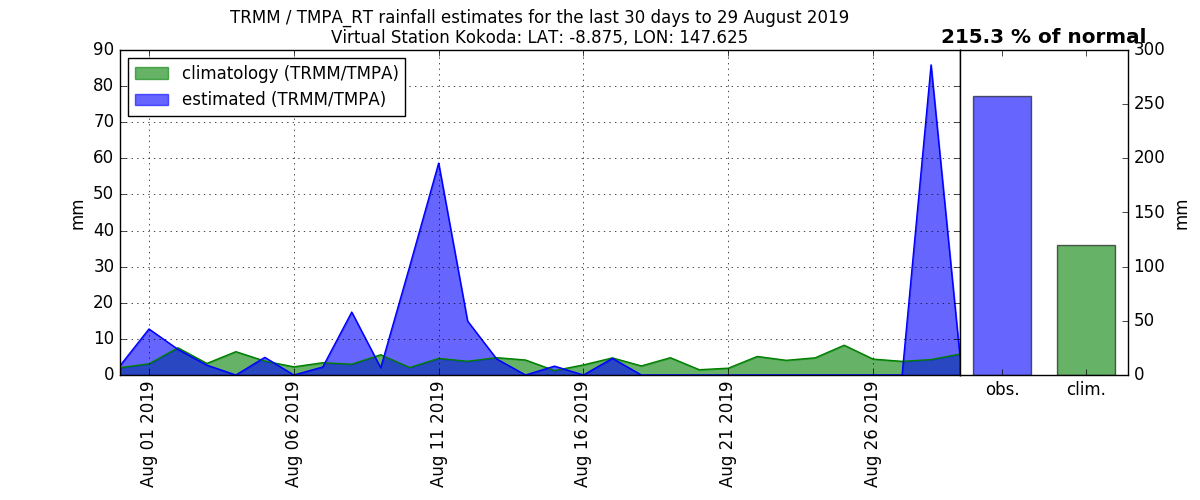 TRMM / TMPA_RT rainfall estimates for the last 30 days to 29 August 2019
Virtual Station Kokoda: LAT: -8.875, LON: 147.625
215.3 % of normal
climatology (TRMM/TMPA)
estimated (TRMM/TMPA)
mm
90
80
70
60
50
40
30
20
10
0
Aug 01 2019
Aug 06 2019
Aug 11 2019
Aug 16 2019
Aug 21 2019
Aug 26 2019
300
250
200
150
100
50
0
mm
obs.
clim.